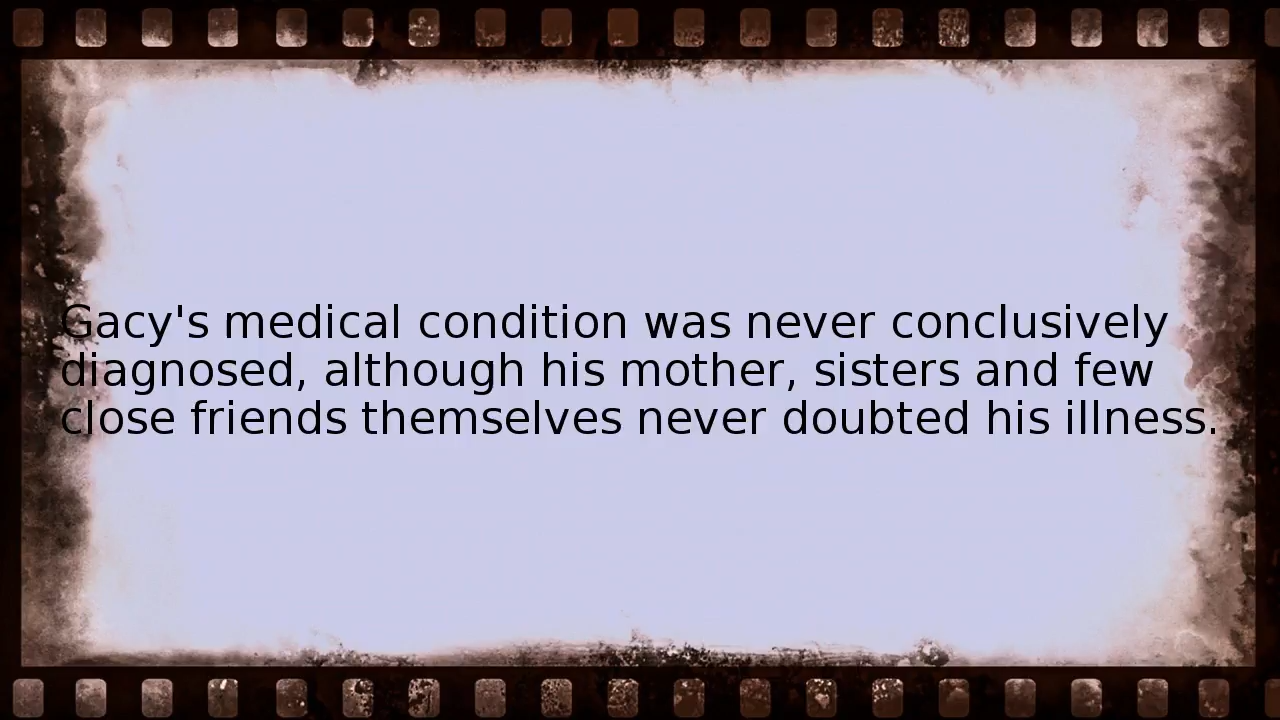 Gacy's medical condition was never conclusively
diagnosed, although his mother, sisters and few
close friends themselves never doubted his illness.